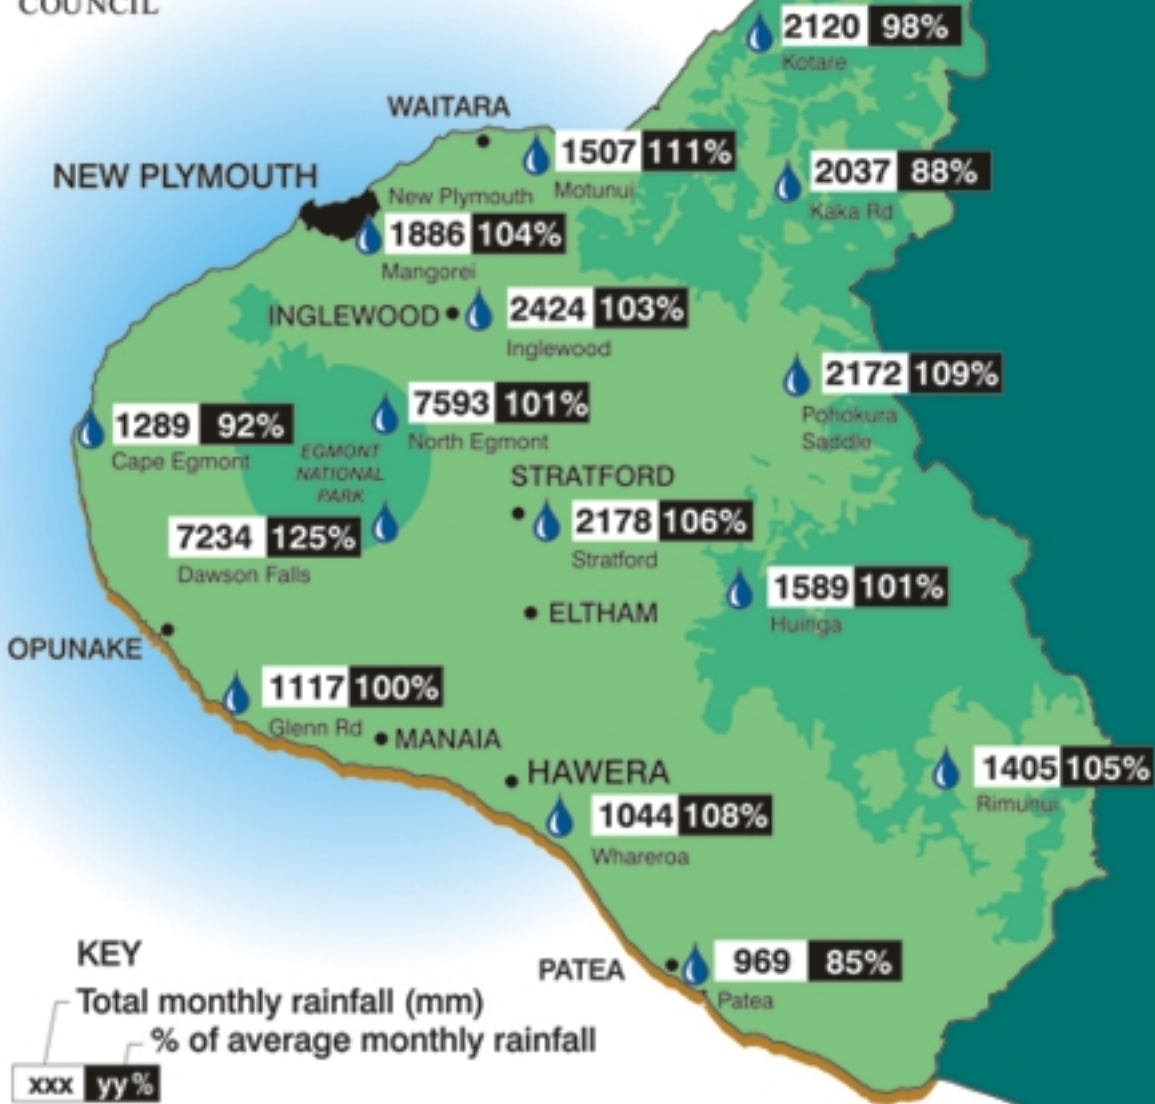 COUNCIL
2120 98%
Kotare
WAITARA
1507 111%
Motunui
NEW PLYMOUTH
New Plymouth
2037 88%
Kaka Rd
1886 104%
Mangorei
INGLEWOOD
2424 103%
Inglewood
2172 109%
Pohokura
Saddle
7593 101%
North Egmont
1289 92%
Cape Egmont
EGMONT
NATIONAL
PARK
STRATFORD
2178 106%
Stratford
7234 125%
Dawson Falls
1589 101%
Huinga
ELTHAM
OPUNAKE
1117 100%
Glenn Rd
MANAIA
HAWERA
1405 105%
Rimunui
1044 108%
Whareroa
PATEA
969 85%
Patea
KEY
Total monthly rainfall (mm)
% of average monthly rainfall
xxx yy%